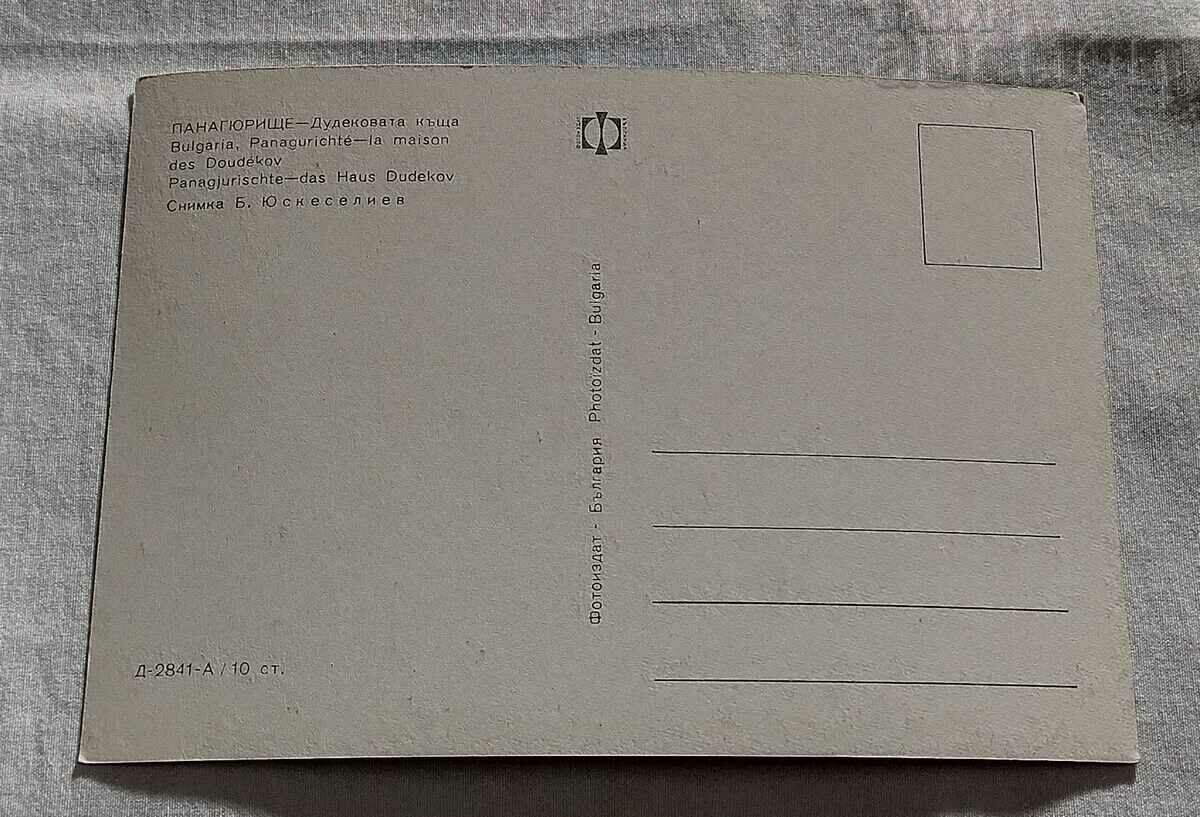 ПАНАГЮРИЩЕ—Дудековата къща
Bulgaria, Panagurichté—la maison
des Doudékov
Panagjurischte—das Haus Dudekov
Снимка Б. Юскеселиев
Фотоиздат - България Photoizdat - Bulgaria
Д-2841-А / 10 ст.